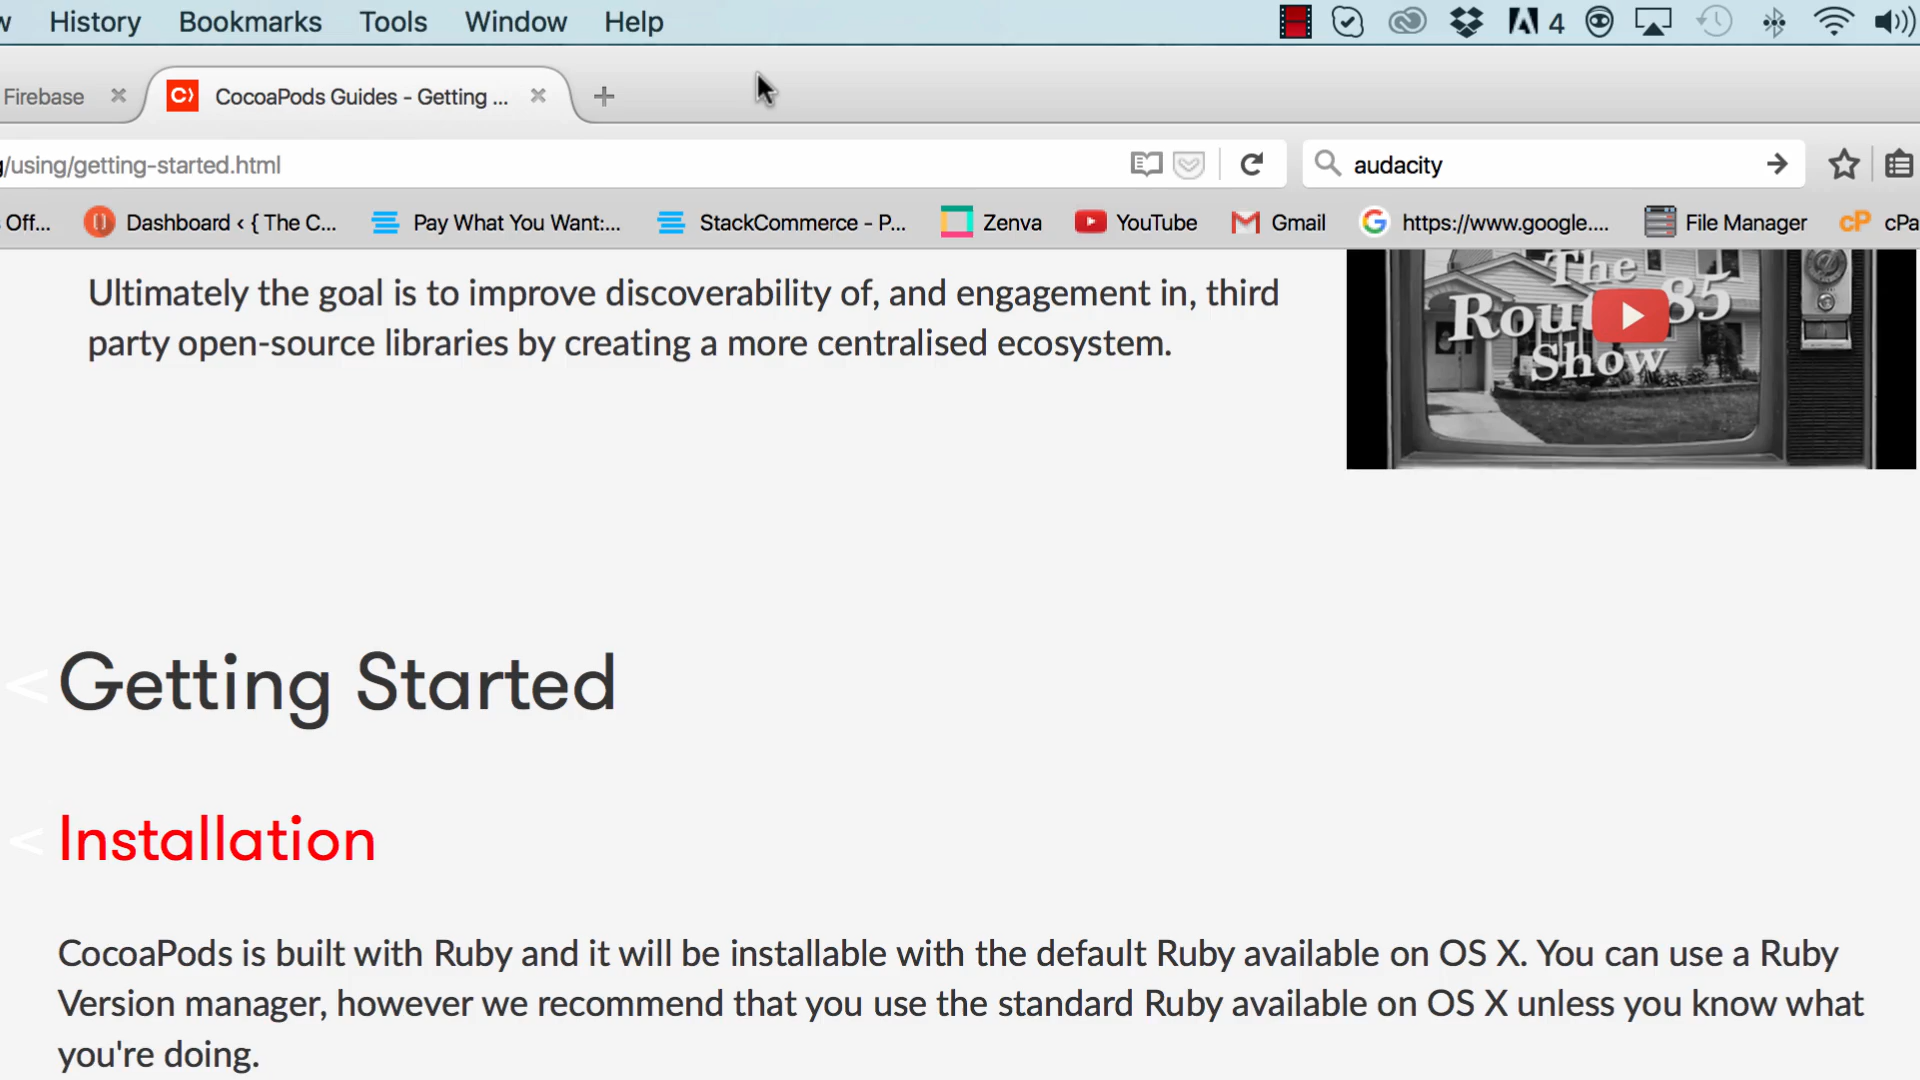 History Bookmarks Tools Window Help 4
Firebase CocoaPods Guides - Getting ...
/using/getting-started.html audacity
Off... Dashboard ‹ { The C... Pay What You Want:... StackCommerce - P... Zenva YouTube Gmail https://www.google.... File Manager cPa
Ultimately the goal is to improve discoverability of, and engagement in, third
party open-source libraries by creating a more centralised ecosystem.
The
Rou 85
Show
Getting Started
Installation
CocoaPods is built with Ruby and it will be installable with the default Ruby available on OS X. You can use a Ruby
Version manager, however we recommend that you use the standard Ruby available on OS X unless you know what
you're doing.